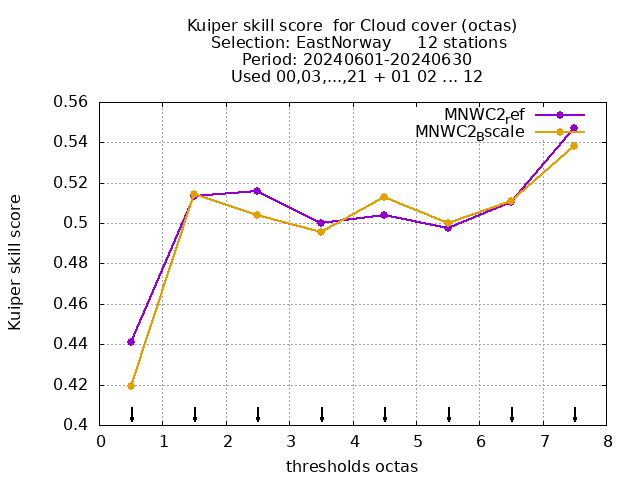 Kuiper skill score  for Cloud cover (octas)
Selection: EastNorway     12 stations
Period: 20240601-20240630
Used 00,03,...,21 + 01 02 ... 12
MNWC2ref
MNWC2Bscale
Kuiper skill score
0.56
0.54
0.52
0.5
0.48
0.46
0.44
0.42
0.4
0 1 2 3 4 5 6 7 8
thresholds octas